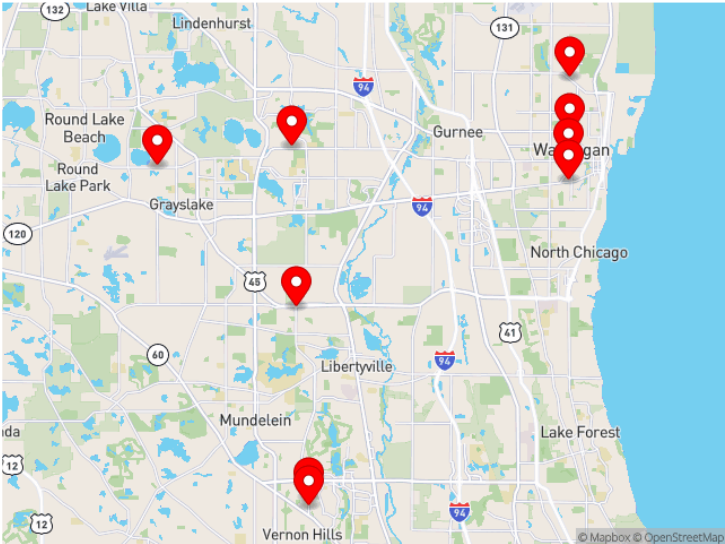 132
Lake Villa
Lindenhurst
131
94
Round Lake
Beach
Gurnee
Round
Lake Park
Grayslake
94
120
North Chicago
45
41
60
94
Libertyville
Mundelein
Lake Forest
12
94
12
Vernon Hills
© Mapbox © OpenStreetMap